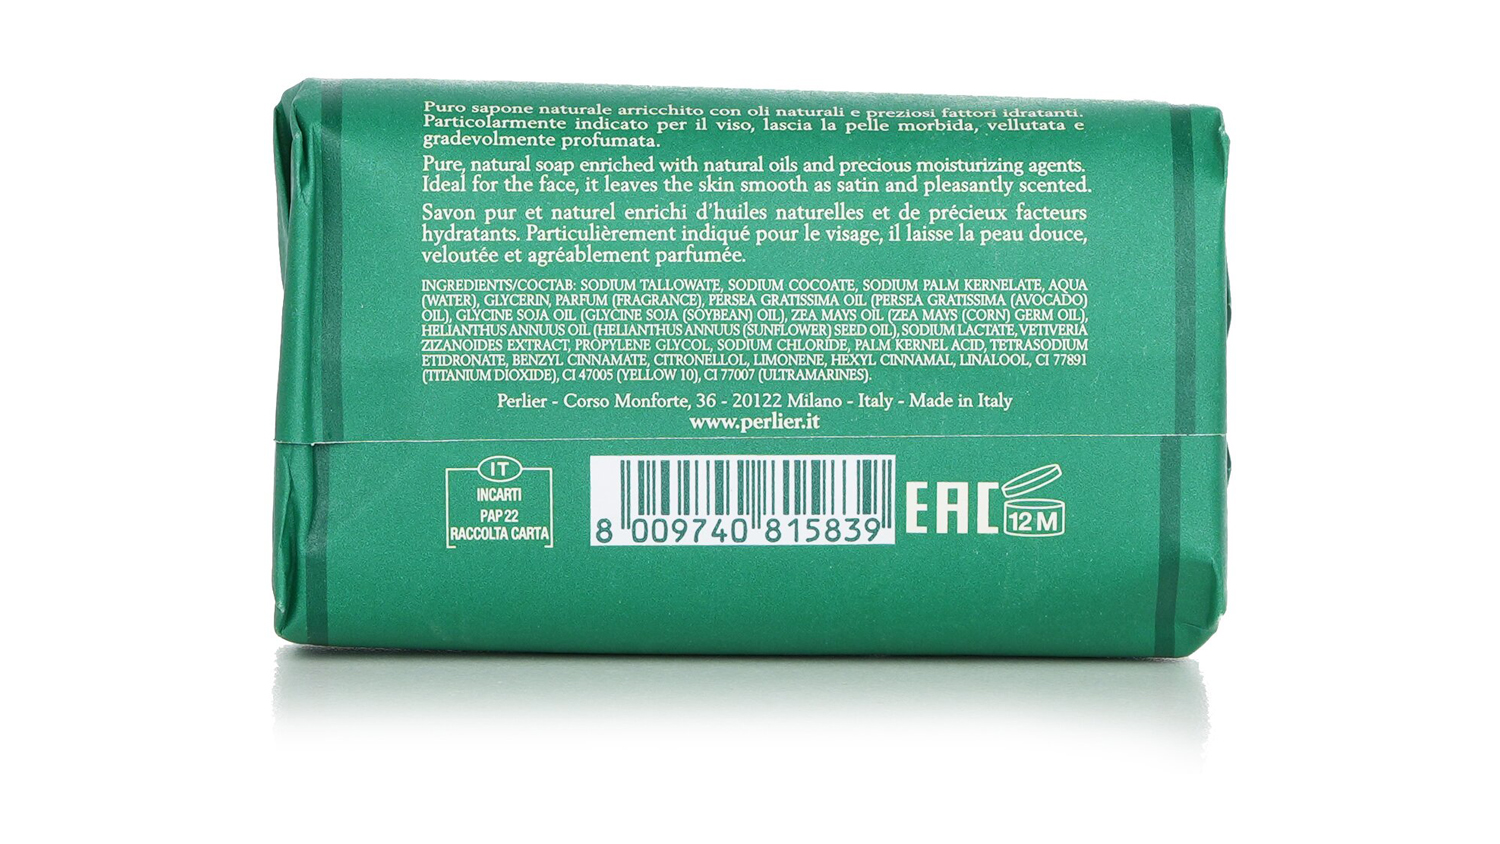 Puro sapone naturale arricchito con oli naturali e preziosi fattori idratanti.
Particolarmente indicato per il viso, lascia la pelle morbida, vellutata e
gradevolmente profumata.
Pure, natural soap enriched with natural oils and precious moisturizing agents.
Ideal for the face, it leaves the skin smooth as satin and pleasantly scented.
Savon pur et naturel enrichi d'huiles naturelles et de précieux facteurs
hydratants. Particulièrement indiqué pour le visage, il laisse la peau douce,
veloutée et agréablement parfumée.
INGREDIENTS/COCTAB: SODIUM TALLOWATE, SODIUM COCOATE, SODIUM PALM KERNELATE, AQUA
(WATER), GLYCERIN, PARFUM (FRAGRANCE), PERSEA GRATISSIMA OIL (PERSEA GRATISSIMA (AVOCADO)
OIL), GLYCINE SOJA OIL (GLYCINE SOJA (SOYBEAN) OIL), ZEA MAYS OIL (ZEA MAYS (CORN) GERM OIL),
HELIANTHUS ANNUUS OIL (HELIANTHUS ANNUUS (SUNFLOWER) SEED OIL), SODIUM LACTATE, VETIVERIA
ZIZANOIDES EXTRACT, PROPYLENE GLYCOL, SODIUM CHLORIDE, PALM KERNEL ACID, TETRASODIUM
ETIDRONATE, BENZYL CINNAMATE, CITRONELLOL, LIMONENE, HEXYL CINNAMAL, LINALOOL, CI 77891
(TITANIUM DIOXIDE), CI 47005 (YELLOW 10), CI 77007 (ULTRAMARINES).
Perlier - Corso Monforte, 36 - 20122 Milano - Italy - Made in Italy
www.perlier.it
IT
INCARTI
PAP 22
RACCOLTA CARTA
8 009740 815839
EAC
12 M